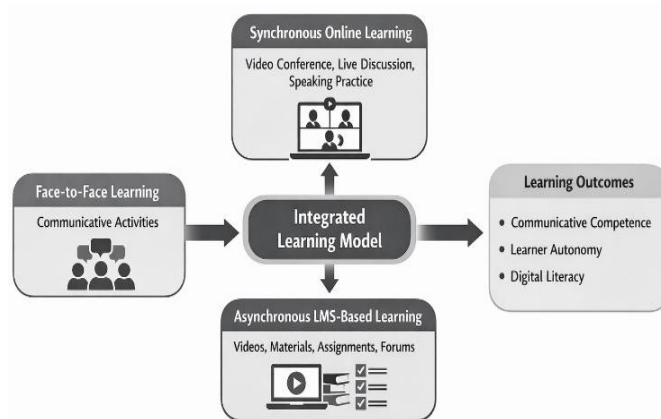 Synchronous Online Learning
Video Conference, Live Discussion,
Speaking Practice
Face-to-Face Learning
Communicative Activities
Integrated
Learning Model
Learning Outcomes
• Communicative Competence
• Learner Autonomy
• Digital Literacy
Asynchronous LMS-Based Learning
Videos, Materials, Assignments, Forums